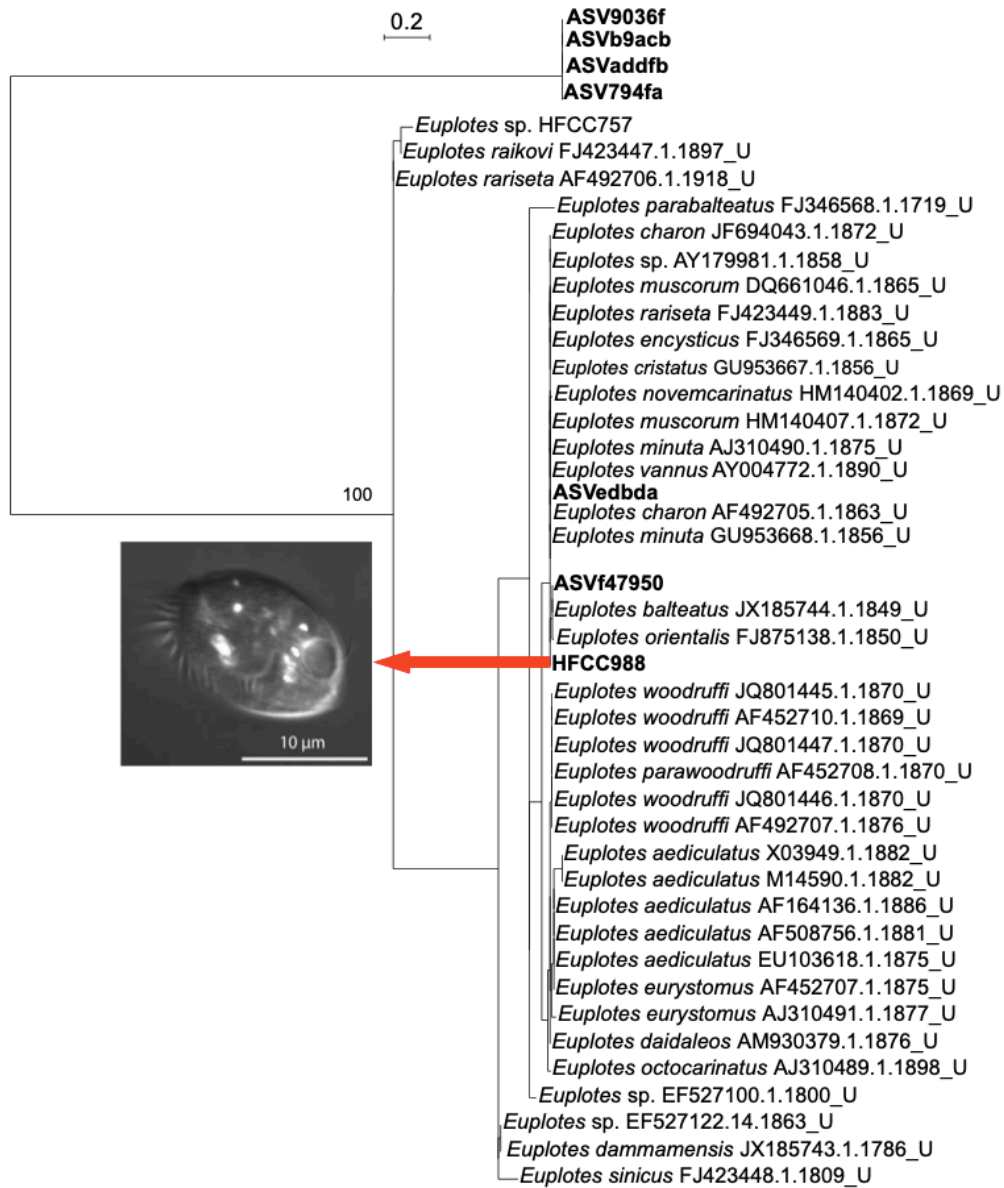 0.2
ASV9036f
ASVb9acb
ASVaddfb
ASV794fa
Euplotes sp. HFCC757
Euplotes raikovi FJ423447.1.1897_U
Euplotes rariseta AF492706.1.1918_U
Euplotes parabalteatus FJ346568.1.1719_U
Euplotes charon JF694043.1.1872_U
Euplotes sp. AY179981.1.1858_U
Euplotes muscorum DQ661046.1.1865_U
Euplotes rariseta FJ423449.1.1883_U
Euplotes encysticus FJ346569.1.1865_U
Euplotes cristatus GU953667.1.1856_U
Euplotes novemcarinatus HM140402.1.1869_U
Euplotes muscorum HM140407.1.1872_U
Euplotes minuta AJ310490.1.1875_U
Euplotes vannus AY004772.1.1890_U
100
ASVedbda
Euplotes charon AF492705.1.1863_U
Euplotes minuta GU953668.1.1856_U
ASVf47950
Euplotes balteatus JX185744.1.1849_U
Euplotes orientalis FJ875138.1.1850_U
HFCC988
Euplotes woodruffi JQ801445.1.1870_U
Euplotes woodruffi AF452710.1.1869_U
10 µm
Euplotes woodruffi JQ801447.1.1870_U
Euplotes parawoodruffi AF452708.1.1870_U
Euplotes woodruffi JQ801446.1.1870_U
Euplotes woodruffi AF492707.1.1876_U
Euplotes aediculatus X03949.1.1882_U
Euplotes aediculatus M14590.1.1882_U
Euplotes aediculatus AF164136.1.1886_U
Euplotes aediculatus AF508756.1.1881_U
Euplotes aediculatus EU103618.1.1875_U
Euplotes eurystomus AF452707.1.1875_U
Euplotes eurystomus AJ310491.1.1877_U
Euplotes daidaleos AM930379.1.1876_U
Euplotes octocarinatus AJ310489.1.1898_U
Euplotes sp. EF527100.1.1800_U
Euplotes sp. EF527122.14.1863_U
Euplotes dammamensis JX185743.1.1786_U
Euplotes sinicus FJ423448.1.1809_U